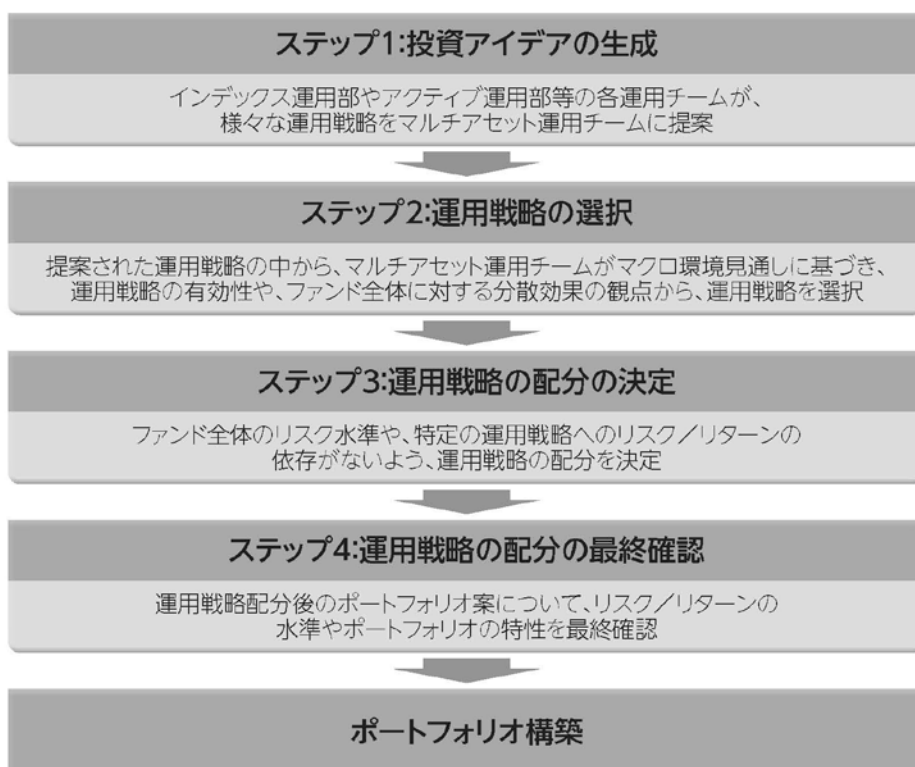 ステップ1:投資アイデアの生成
インデックス運用部やアクティブ運用部等の各運用チームが、
様々な運用戦略をマルチアセット運用チームに提案
ステップ2:運用戦略の選択
提案された運用戦略の中から、マルチアセット運用チームがマクロ環境見通しに基づき、
運用戦略の有効性や、ファンド全体に対する分散効果の観点から、運用戦略を選択
ステップ3:運用戦略の配分の決定
ファンド全体のリスク水準や、特定の運用戦略へのリスク／リターンの
依存がないよう、運用戦略の配分を決定
ステップ4:運用戦略の配分の最終確認
運用戦略配分後のポートフォリオ案について、リスク／リターンの
水準やポートフォリオの特性を最終確認
ポートフォリオ構築